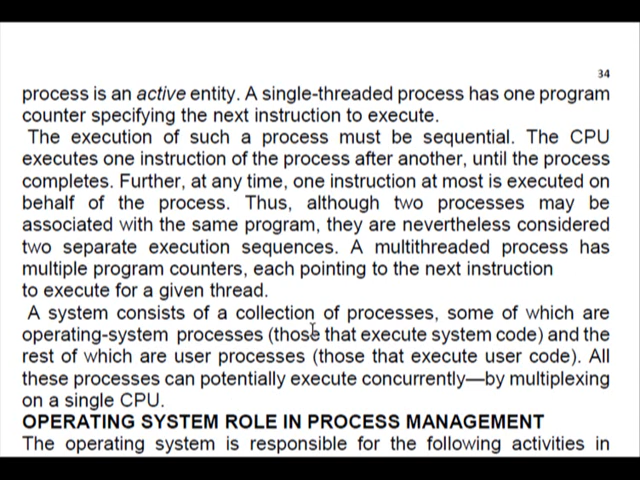 34
process is an active entity. A single-threaded process has one program
counter specifying the next instruction to execute.
The execution of such a process must be sequential. The CPU
executes one instruction of the process after another, until the process
completes. Further, at any time, one instruction at most is executed on
behalf of the process. Thus, although two processes may be
associated with the same program, they are nevertheless considered
two separate execution sequences. A multithreaded process has
multiple program counters, each pointing to the next instruction
to execute for a given thread.
A system consists of a collection of processes, some of which are
operating-system processes (those that execute system code) and the
rest of which are user processes (those that execute user code). All
these processes can potentially execute concurrently—by multiplexing
on a single CPU.
OPERATING SYSTEM ROLE IN PROCESS MANAGEMENT
The operating system is responsible for the following activities in